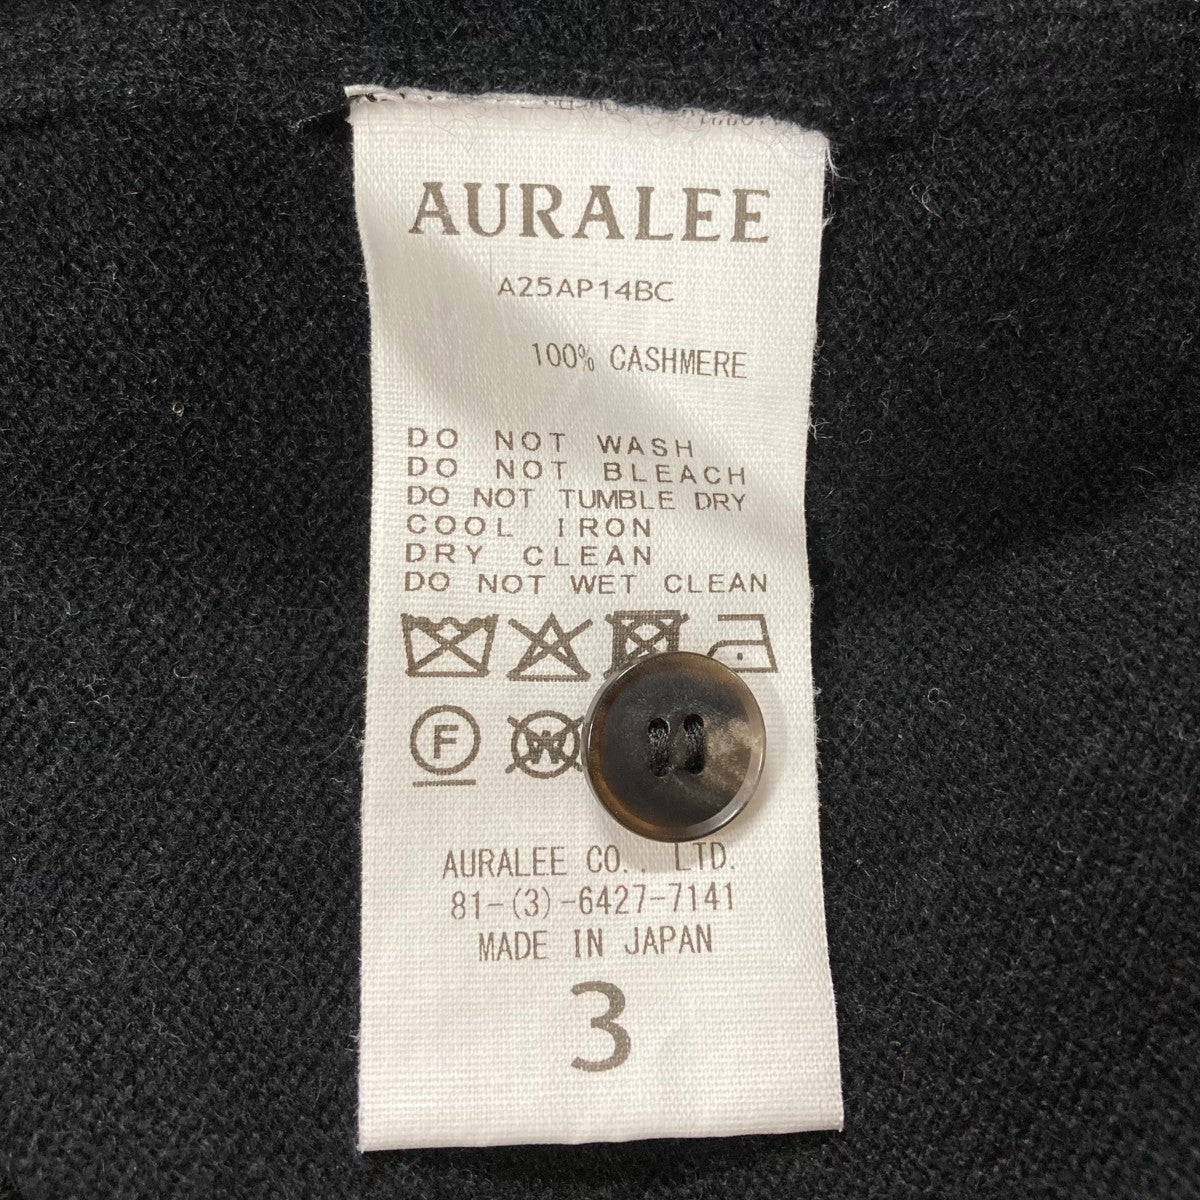 AURALEE
A25AP14BC
100% CASHMERE
DO NOT WASH
DO NOT BLEACH
DO NOT TUMBLE DRY
COOL IRON
DRY CLEAN
DO NOT WET CLEAN
F W
AURALEE CO., LTD.
81-(3)-6427-7141
MADE IN JAPAN
3